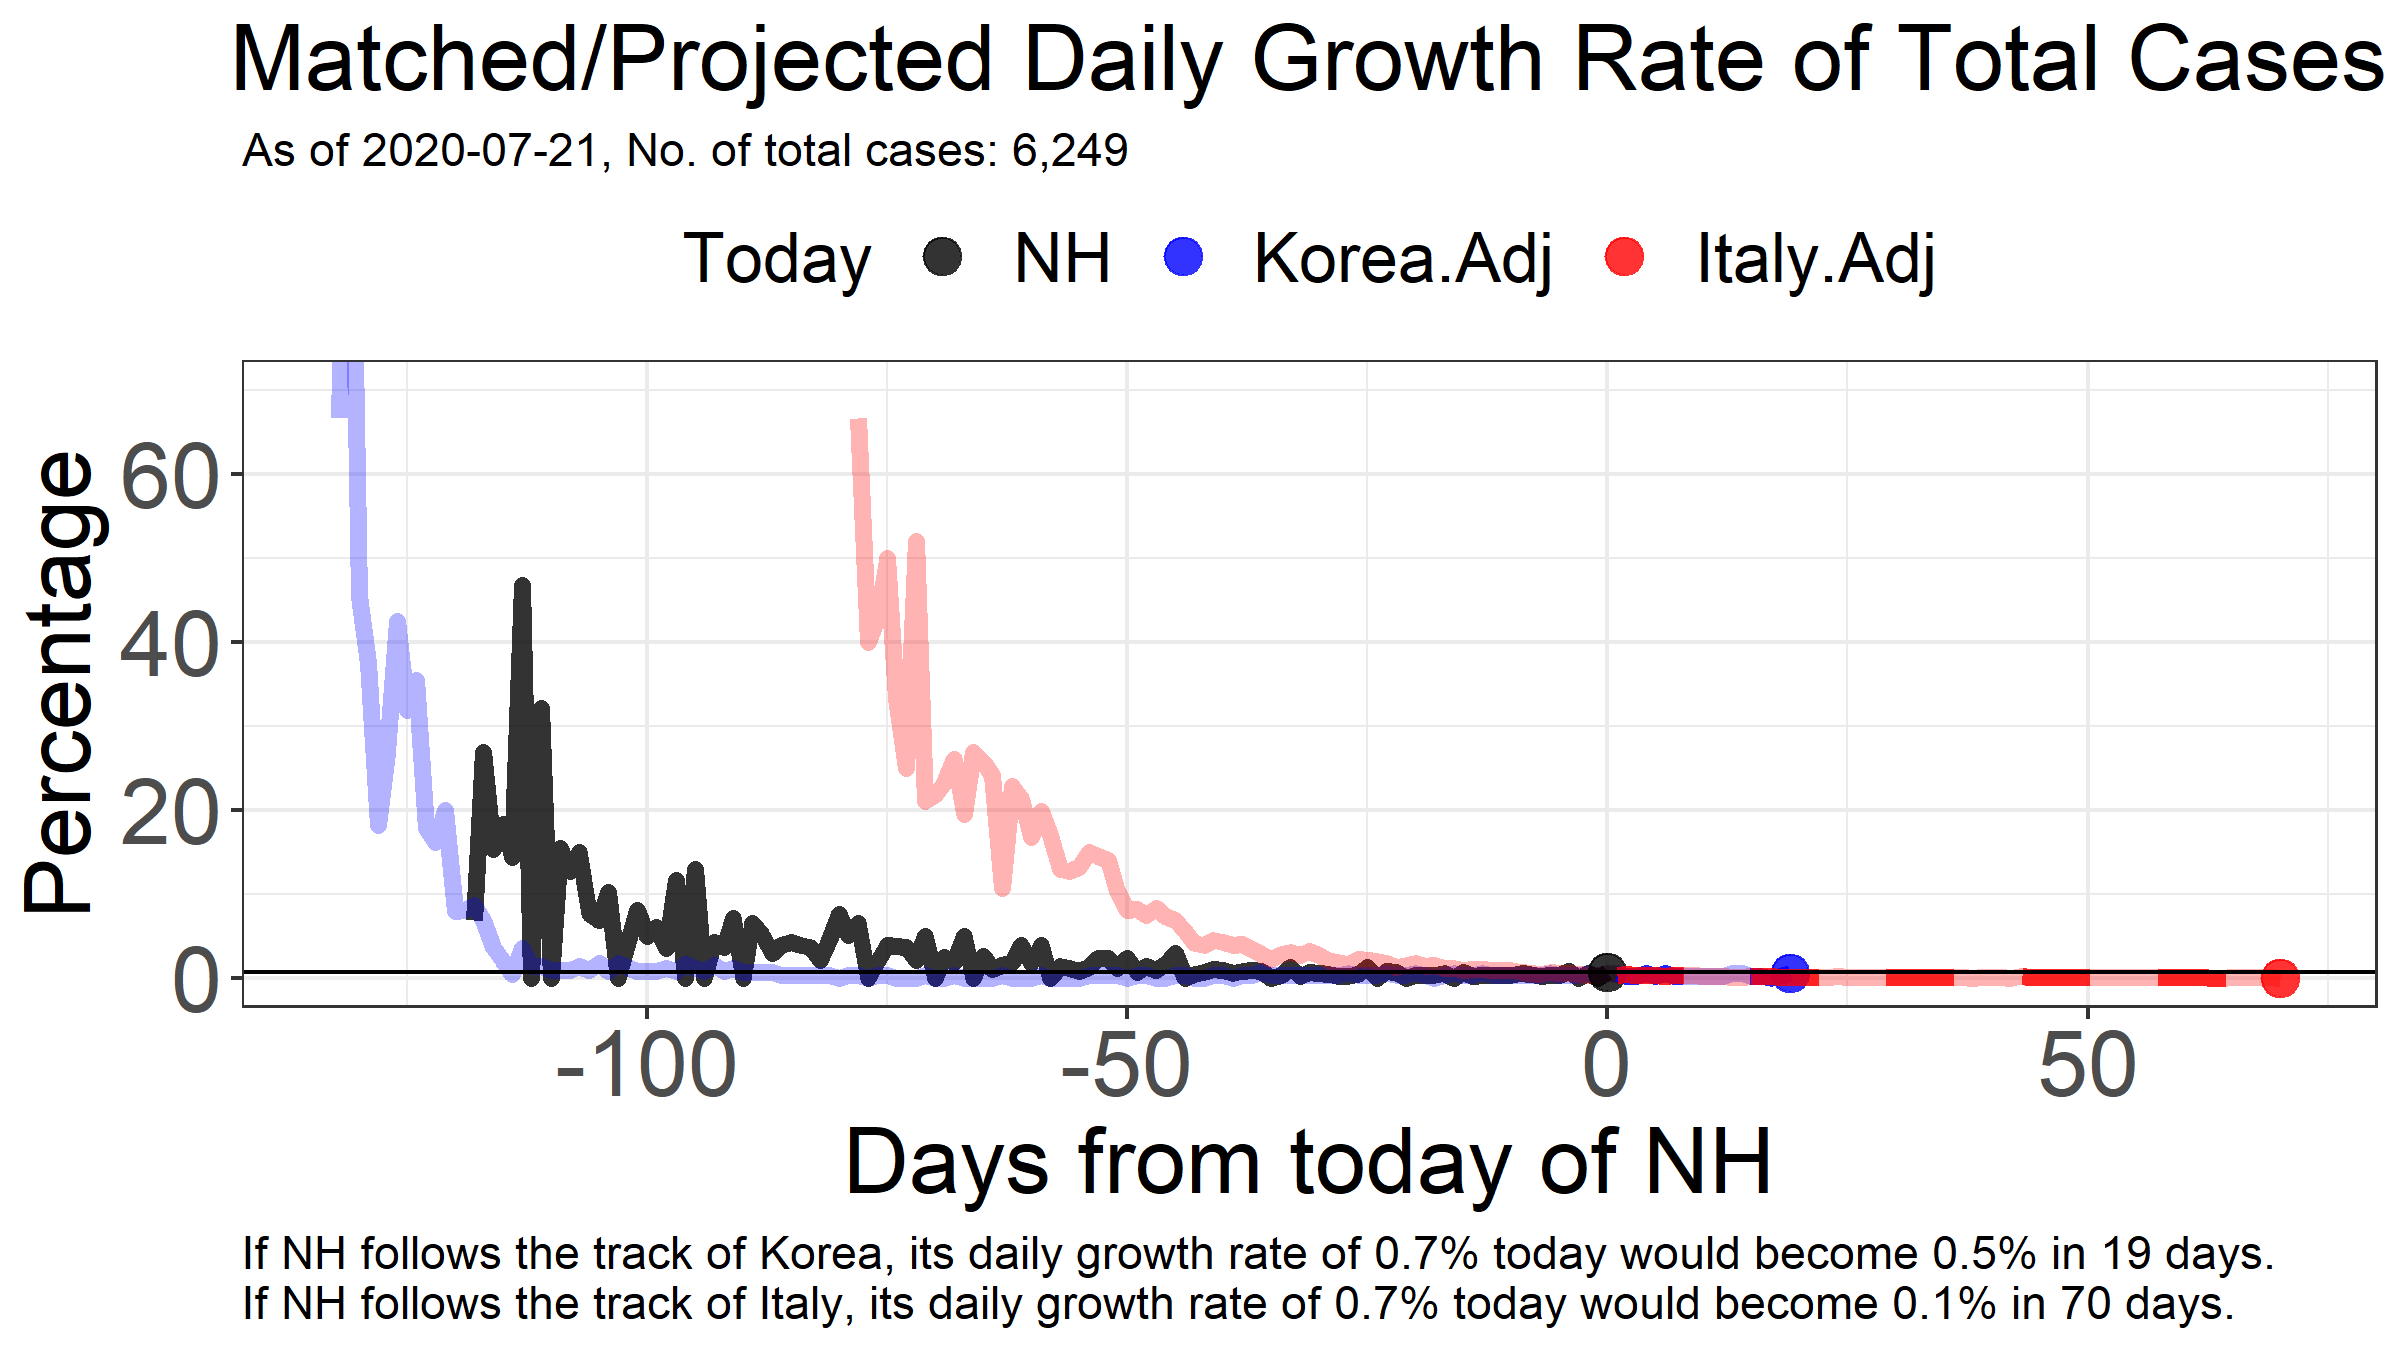 Matched/Projected Daily Growth Rate of Total Cases
As of 2020-07-21, No. of total cases: 6,249
Today NH Korea.Adj Italy.Adj
Percentage
60
40
20
0
-100 -50 0 50
Days from today of NH
If NH follows the track of Korea, its daily growth rate of 0.7% today would become 0.5% in 19 days.
If NH follows the track of Italy, its daily growth rate of 0.7% today would become 0.1% in 70 days.